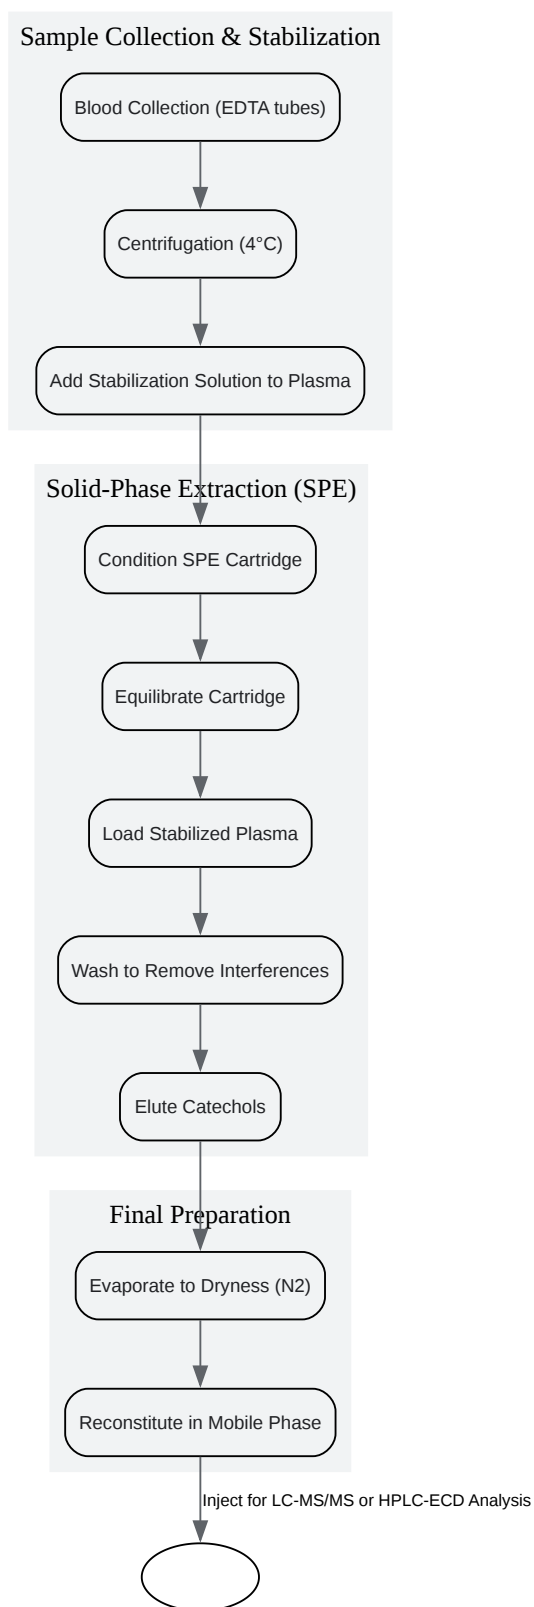 Sample Collection & Stabilization
Blood Collection (EDTA tubes)
Centrifugation (4°C)
Add Stabilization Solution to Plasma
Solid-Phase Extraction (SPE)
Condition SPE Cartridge
Equilibrate Cartridge
Load Stabilized Plasma
Wash to Remove Interferences
Elute Catechols
Final Preparation
Evaporate to Dryness (N2)
Reconstitute in Mobile Phase
Inject for LC-MS/MS or HPLC-ECD Analysis